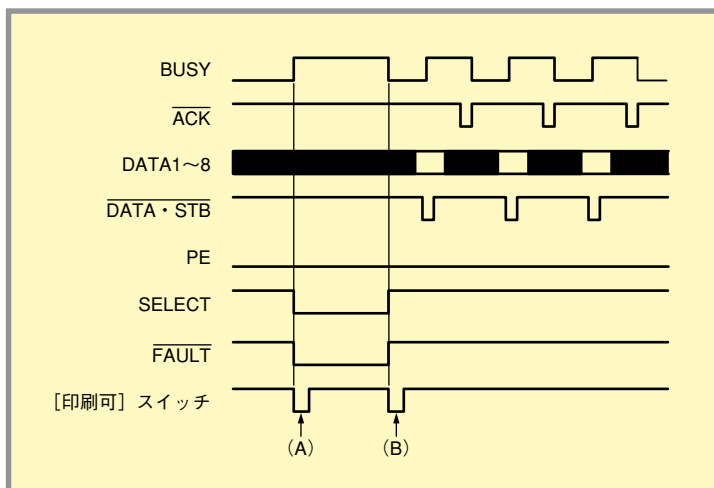 BUSY
ACK
DATA1～8
DATA・STB
PE
SELECT
FAULT
［印刷可］スイッチ
（A） （B）